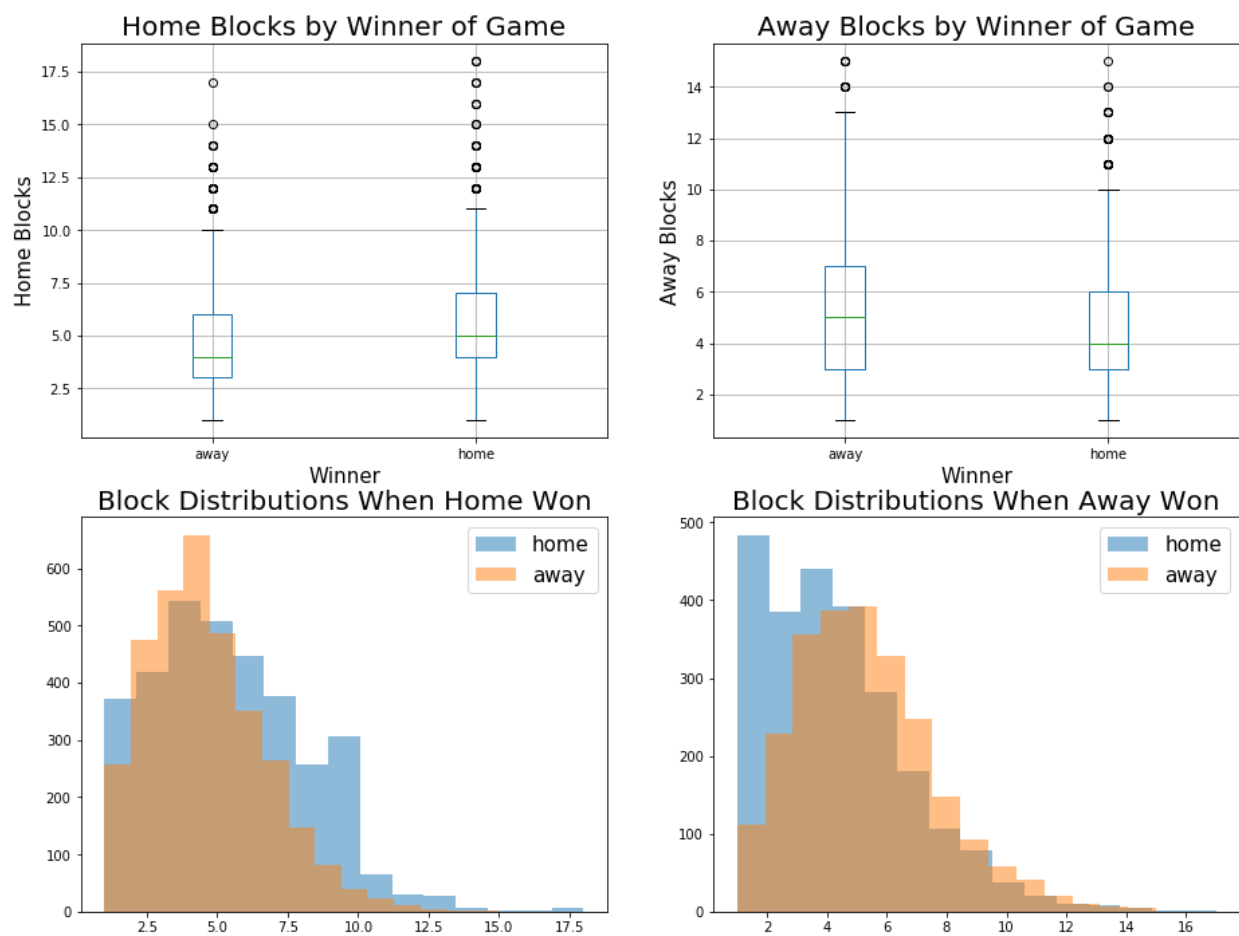 Home Blocks by Winner of Game
17.5
15.0
12.5
10.0
7.5
5.0
2.5
Home Blocks
away
home
Winner
Away Blocks by Winner of Game
14
12
10
8
6
4
2
Away Blocks
away
home
Winner
Block Distributions When Home Won
home
away
600
500
400
300
200
100
0
2.5
5.0
7.5
10.0
12.5
15.0
17.5
Block Distributions When Away Won
home
away
500
400
300
200
100
0
2
4
6
8
10
12
14
16